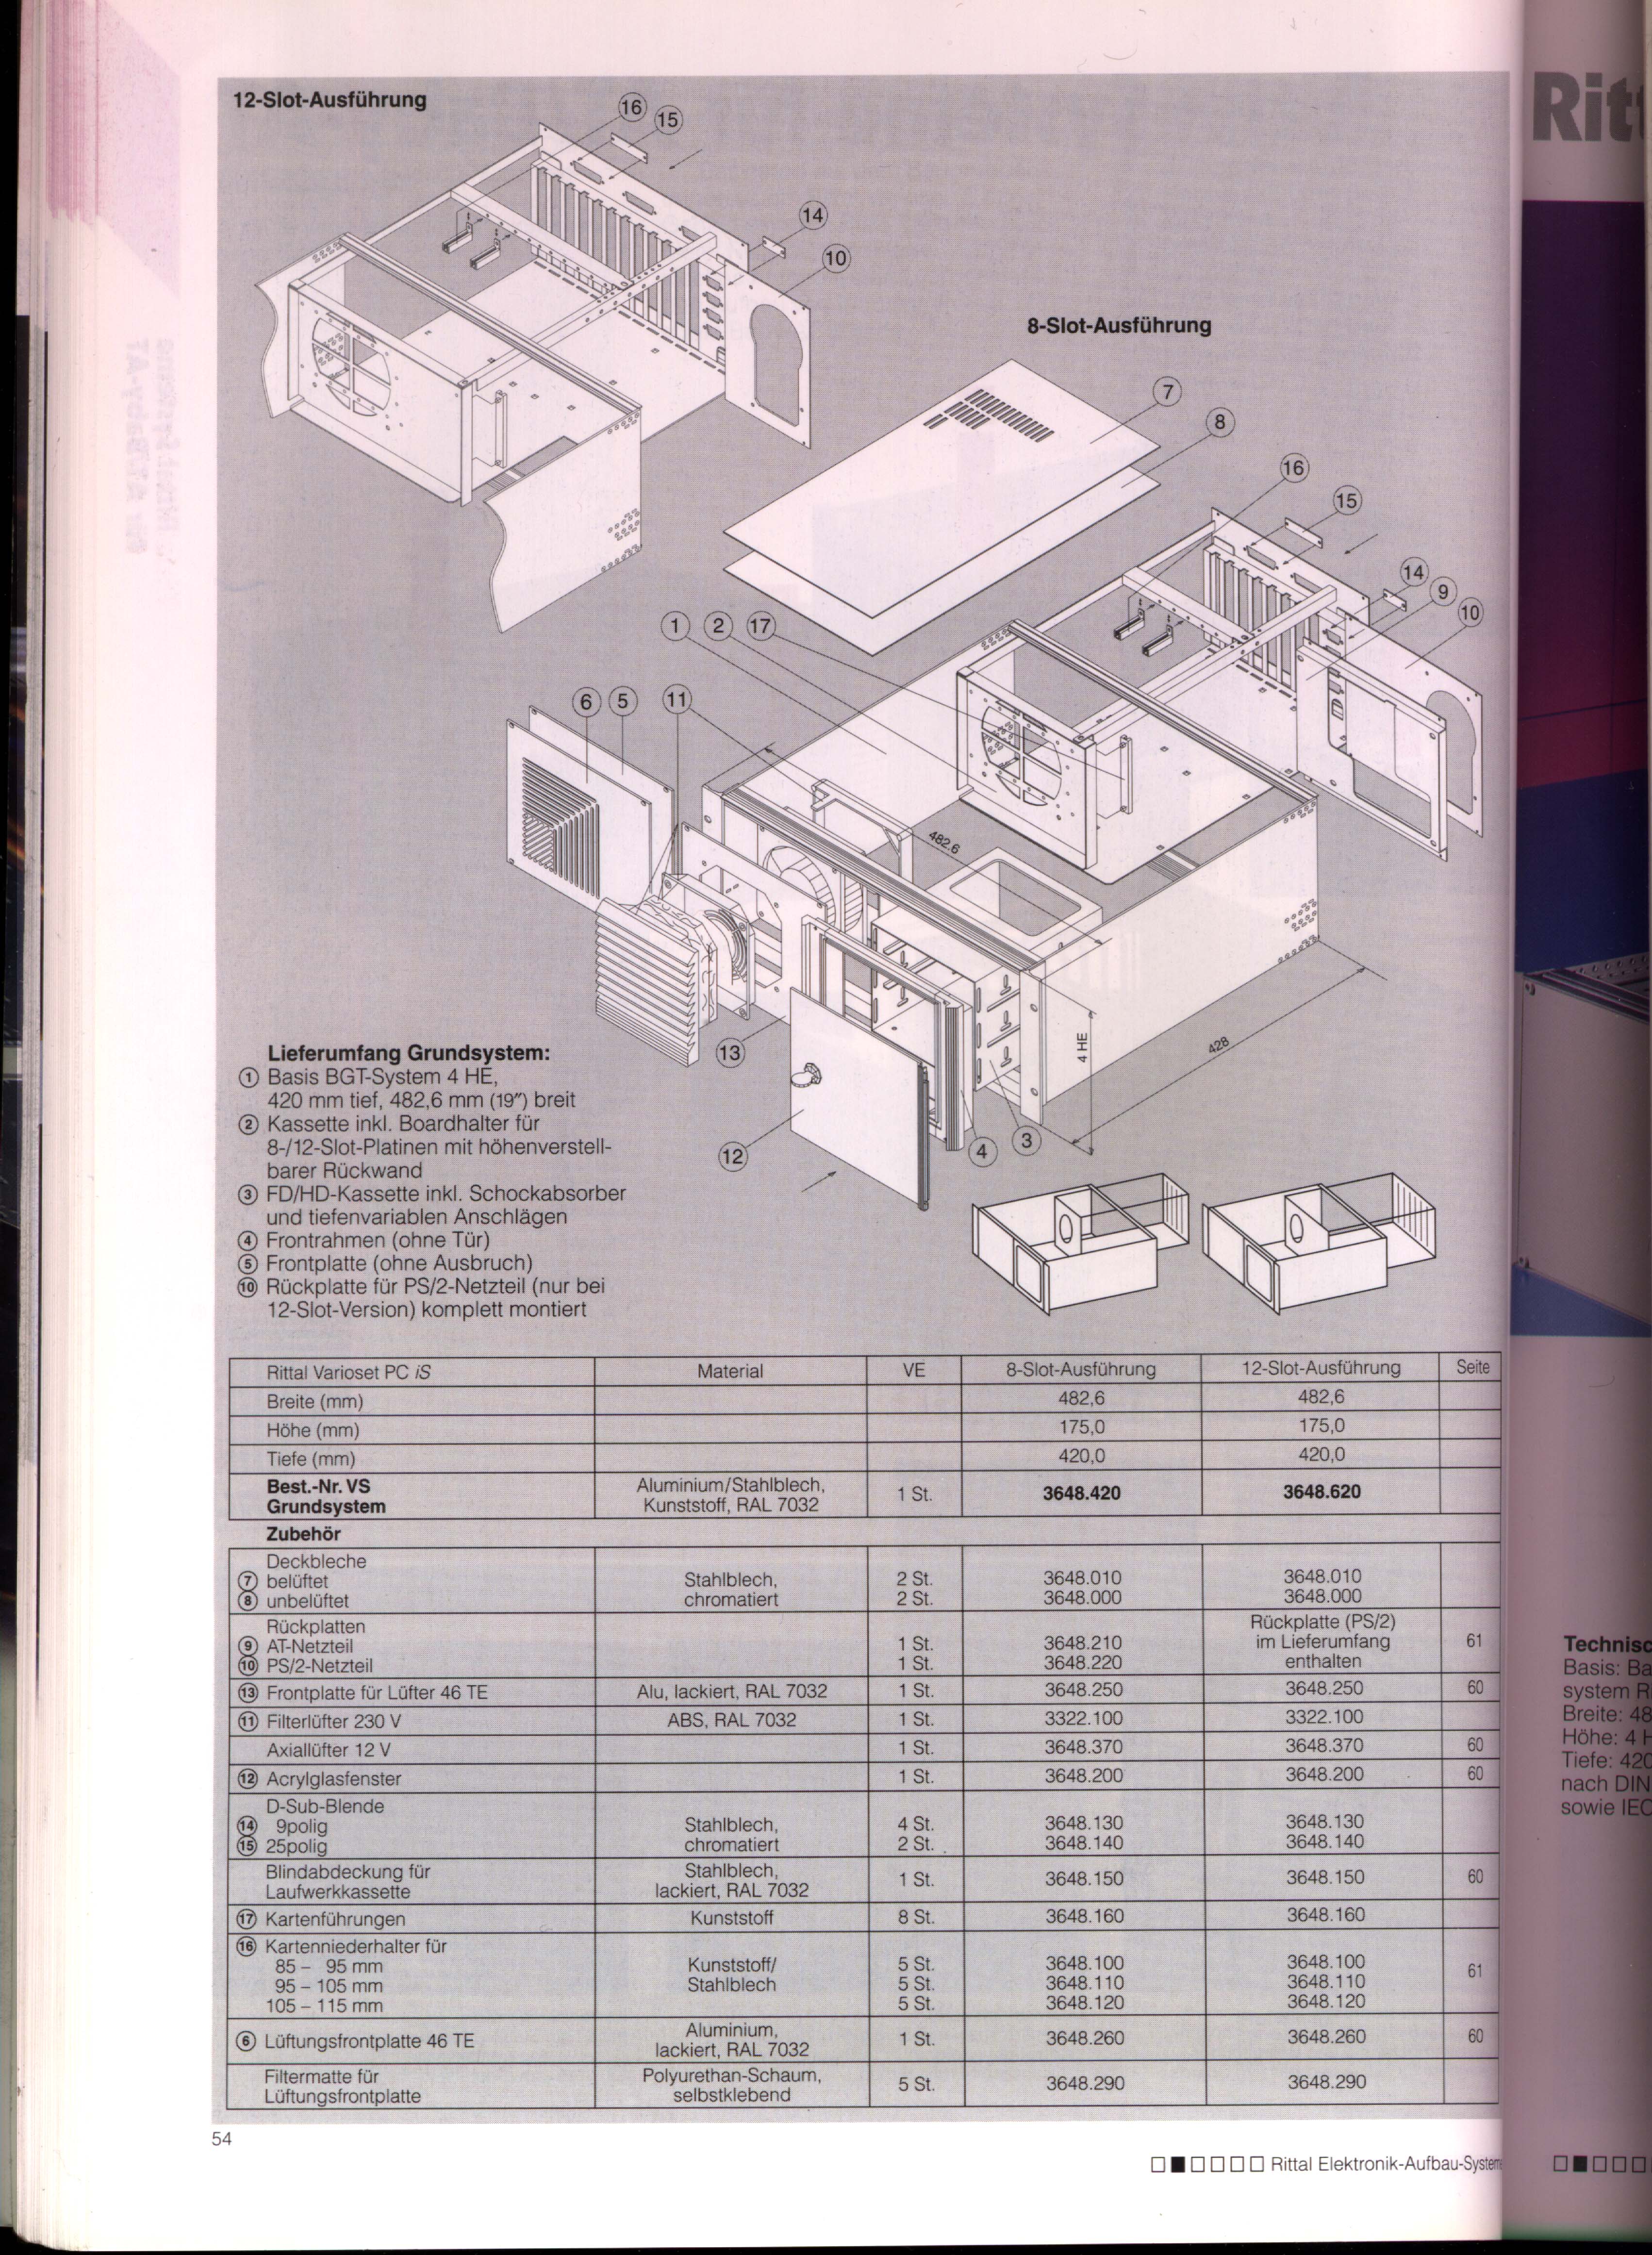 12-Slot-Ausführung
16
15
14
10
8-Slot-Ausführung
7
8
16
15
14
9
10
1
2
17
6
5
11
482.6
13
4 HE
428
12
4
3
Lieferumfang Grundsystem:
1 Basis BGT-System 4 HE,
420 mm tief, 482,6 mm (19″) breit
2 Kassette inkl. Boardhalter für
8-/12-Slot-Platinen mit höhenverstell-
barer Rückwand
3 FD/HD-Kassette inkl. Schockabsorber
und tiefenvariablen Anschlägen
4 Frontrahmen (ohne Tür)
5 Frontplatte (ohne Ausbruch)
10 Rückplatte für PS/2-Netzteil (nur bei
12-Slot-Version) komplett montiert
Rittal Varioset PC iS Material VE 8-Slot-Ausführung 12-Slot-Ausführung Seite
Breite (mm) 482,6 482,6
Höhe (mm) 175,0 175,0
Tiefe (mm) 420,0 420,0
Best.-Nr. VS Aluminium/Stahlblech,
Grundsystem Kunststoff, RAL 7032 1 St. 3648.420 3648.620
Zubehör
Deckbleche
7 belüftet Stahlblech, 2 St. 3648.010 3648.010
8 unbelüftet chromatiert 2 St. 3648.000 3648.000
Rückplatten Rückplatte (PS/2)
9 AT-Netzteil 1 St. 3648.210 im Lieferumfang 61
10 PS/2-Netzteil 1 St. 3648.220 enthalten
13 Frontplatte für Lüfter 46 TE Alu, lackiert, RAL 7032 1 St. 3648.250 3648.250 60
11 Filterlüfter 230 V ABS, RAL 7032 1 St. 3322.100 3322.100
Axiallüfter 12 V 1 St. 3648.370 3648.370 60
12 Acrylglasfenster 1 St. 3648.200 3648.200 60
D-Sub-Blende
14 9polig Stahlblech, 4 St. 3648.130 3648.130
15 25polig chromatiert 2 St. 3648.140 3648.140
Blindabdeckung für Stahlblech,
Laufwerkkassette lackiert, RAL 7032 1 St. 3648.150 3648.150 60
17 Kartenführungen Kunststoff 8 St. 3648.160 3648.160
16 Kartenniederhalter für
85 – 95 mm Kunststoff/ 5 St. 3648.100 3648.100
95 – 105 mm Stahlblech 5 St. 3648.110 3648.110 61
105 – 115 mm 5 St. 3648.120 3648.120
6 Lüftungsfrontplatte 46 TE Aluminium,
lackiert, RAL 7032 1 St. 3648.260 3648.260 60
Filtermatte für Polyurethan-Schaum,
Lüftungsfrontplatte selbstklebend 5 St. 3648.290 3648.290
54
Rittal Elektronik-Aufbau-Systeme
Ritt
Technisc
Basis: Ba
system R
Breite: 48
Höhe: 4 H
Tiefe: 420
nach DIN
sowie IEC